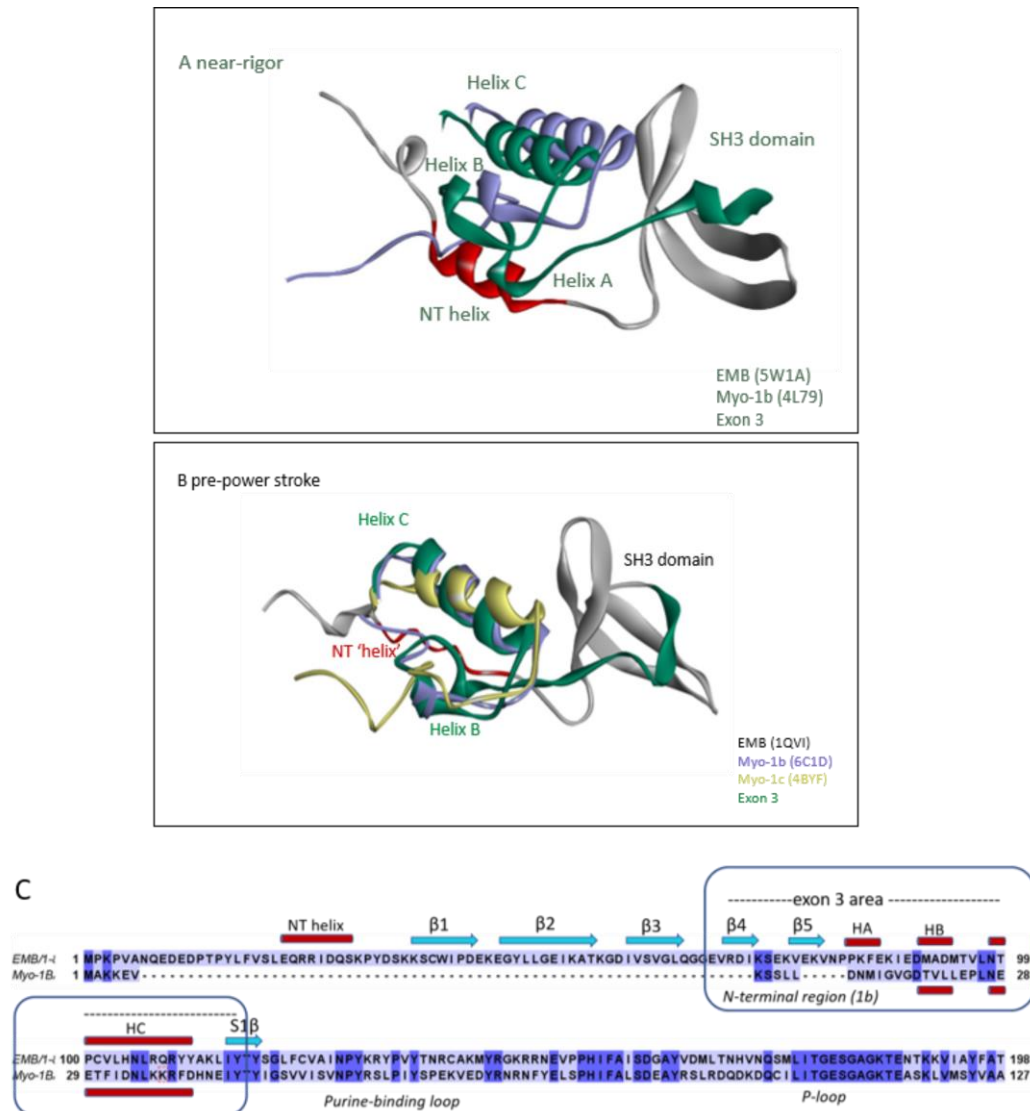 A near-rigor
Helix C
SH3 domain
Helix B
Helix A
NT helix
EMB (5W1A)
Myo-1b (4L79)
Exon 3
B pre-power stroke
Helix C
SH3 domain
NT 'helix'
Helix B
EMB (1QVI)
Myo-1b (6C1D)
Myo-1c (4BYF)
Exon 3
C
-----------exon 3 area -----------------
NT helix β1 β2 β3 β4 β5 HA HB
EMB/1-i 1 MPKPVANQEDEDPTPYLFVSLEQRRIDQSKPYDSKKSCWIPDEKEGYLLGEIKATKGDIVSVGLQGGEVRDIKSEKVEKVNPPKFEKIEDMADMTVLNT 99
Myo-1B 1 MAKKEV------------------------------------------------------------------KSSLL-----DNMIGVGDTVLLEPLNE 28
N-terminal region (1b)
HC S1β
EMB/1-i 100 PCVLHNLRQRYYAKLIYTYSGLFCVAINPYKRYPVYTNRCAKMYRGKRRNEVPPHIFAISDGAYVDMLTNHVNQSMLITGESGAGKTENTKKVIAYFAT 198
Myo-1B 29 ETFIDNLKKRFDHNEIYTYIGSVVISVNPYRSLPIYSPEKVEDYRNRNFYELSPHIFALSDEAYRSLRDQDKDQCILITGESGAGKTEASKLVMSYVAA 127
Purine-binding loop P-loop